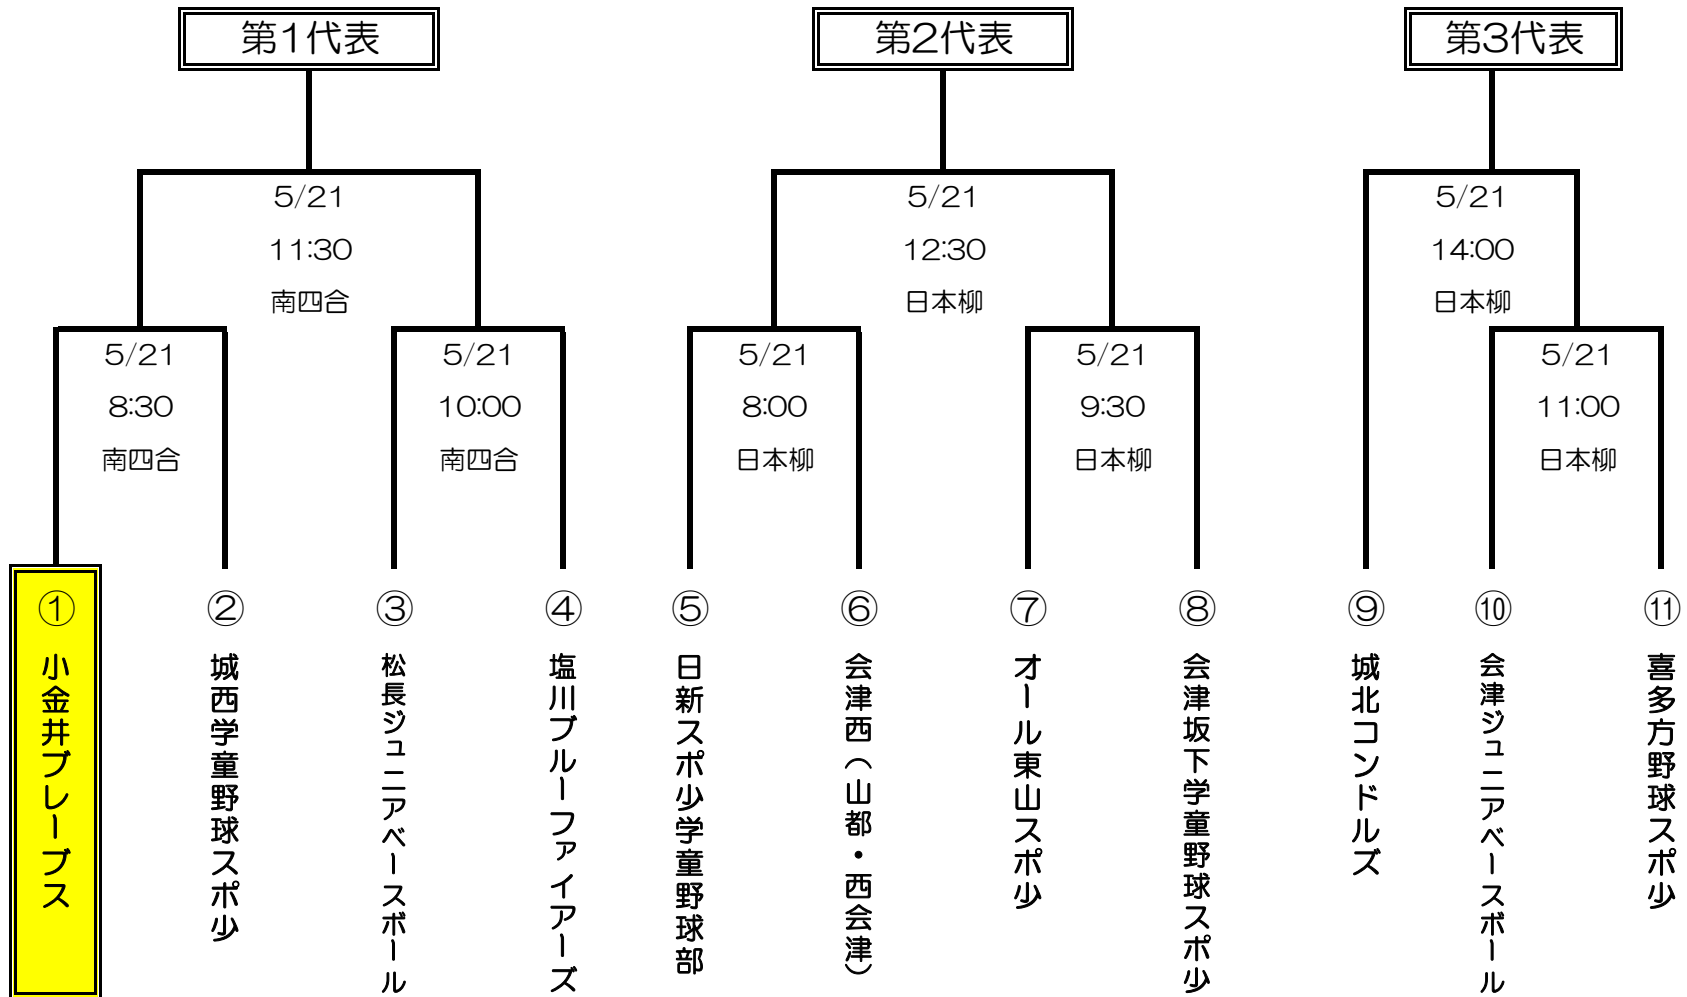 第1代表
第2代表
第3代表
5/21
11:30
南四合
5/21
12:30
日本柳
5/21
14:00
日本柳
5/21
8:30
南四合
5/21
10:00
南四合
5/21
8:00
日本柳
5/21
9:30
日本柳
5/21
11:00
日本柳
①小金井ブレーブス
②城西学童野球スポ少
③松長ジュニアベースボール
④塩川ブルーファイアーズ
⑤日新スポ少学童野球部
⑥会津西（山都・西会津）
⑦オール東山スポ少
⑧会津坂下学童野球スポ少
⑨城北コンドルズ
⑩会津ジュニアベースボール
⑪喜多方野球スポ少